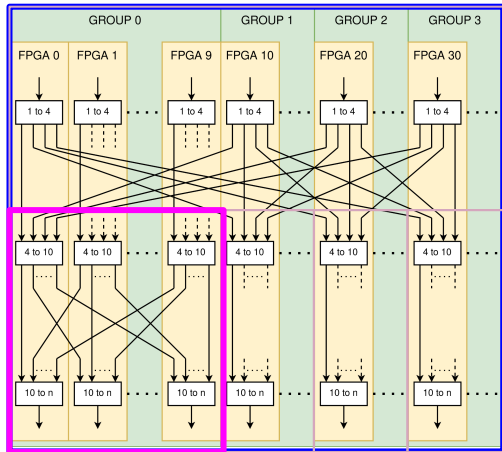 GROUP 0 GROUP 1 GROUP 2 GROUP 3
FPGA 0 FPGA 1 FPGA 9 FPGA 10 FPGA 20 FPGA 30
1 to 4 1 to 4 1 to 4 1 to 4 1 to 4 1 to 4
4 to 10 4 to 10 4 to 10 4 to 10 4 to 10 4 to 10
10 to n 10 to n 10 to n 10 to n 10 to n 10 to n